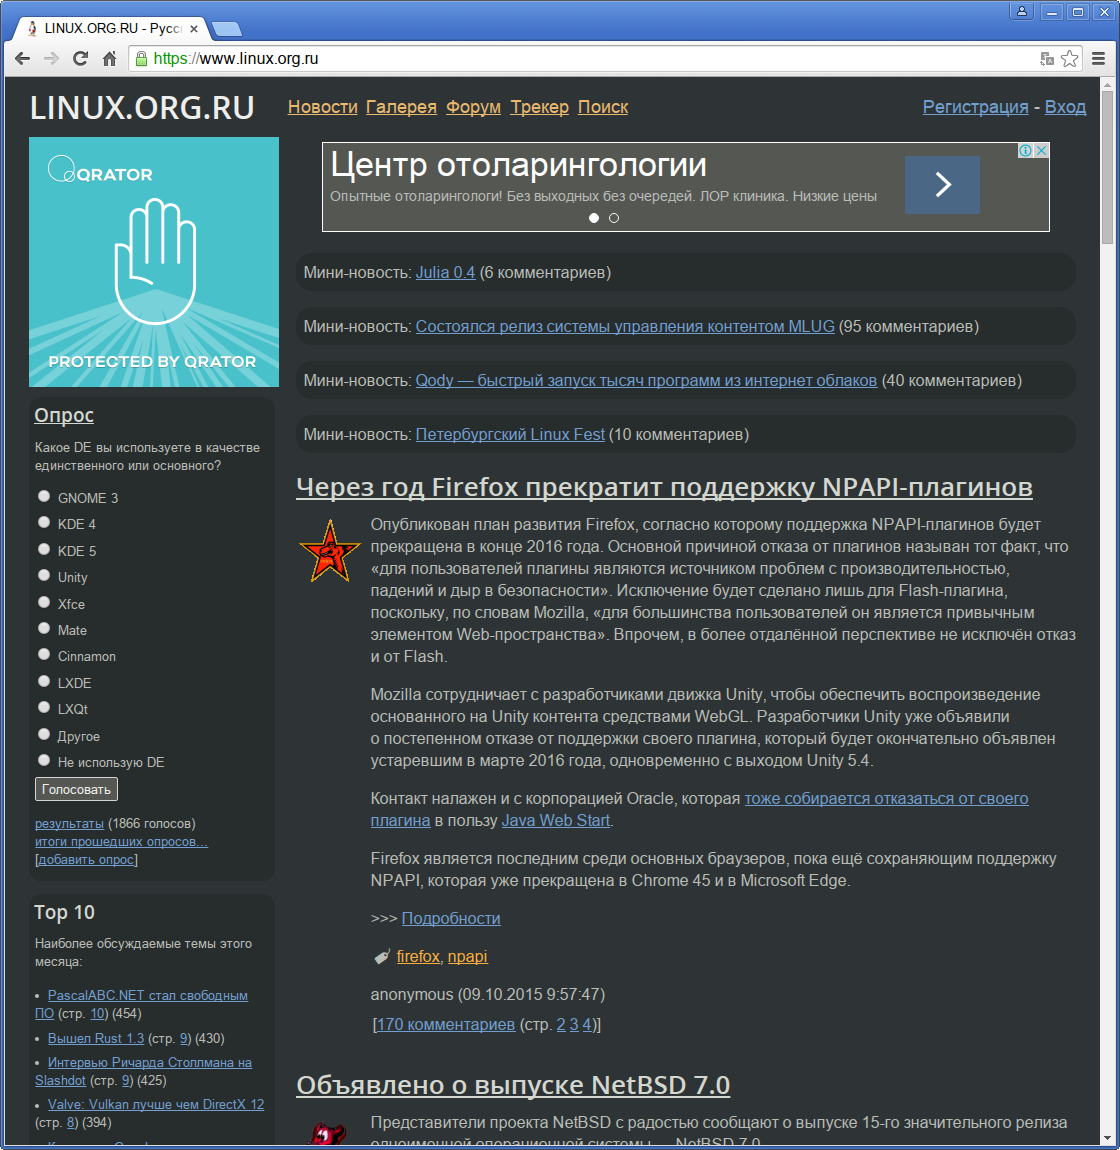 LINUX.ORG.RU - Русс
https://www.linux.org.ru
LINUX.ORG.RU
Новости Галерея Форум Трекер Поиск
Регистрация - Вход
QRATOR
PROTECTED BY QRATOR
Центр отоларингологии
Опытные отоларингологи! Без выходных без очередей. ЛОР клиника. Низкие цены
Опрос
Какое DE вы используете в качестве
единственного или основного?
GNOME 3
KDE 4
KDE 5
Unity
Xfce
Mate
Cinnamon
LXDE
LXQt
Другое
Не использую DE
Голосовать
результаты (1866 голосов)
итоги прошедших опросов...
[добавить опрос]
Top 10
Наиболее обсуждаемые темы этого
месяца:
• PascalABC.NET стал свободным
ПО (стр. 10) (454)
• Вышел Rust 1.3 (стр. 9) (430)
• Интервью Ричарда Столлмана на
Slashdot (стр. 9) (425)
• Valve: Vulkan лучше чем DirectX 12
(стр. 8) (394)
Мини-новость: Julia 0.4 (6 комментариев)
Мини-новость: Состоялся релиз системы управления контентом MLUG (95 комментариев)
Мини-новость: Qody — быстрый запуск тысяч программ из интернет облаков (40 комментариев)
Мини-новость: Петербургский Linux Fest (10 комментариев)
Через год Firefox прекратит поддержку NPAPI-плагинов
Опубликован план развития Firefox, согласно которому поддержка NPAPI-плагинов будет
прекращена в конце 2016 года. Основной причиной отказа от плагинов называн тот факт, что
«для пользователей плагины являются источником проблем с производительностью,
падений и дыр в безопасности». Исключение будет сделано лишь для Flash-плагина,
поскольку, по словам Mozilla, «для большинства пользователей он является привычным
элементом Web-пространства». Впрочем, в более отдалённой перспективе не исключён отказ
и от Flash.
Mozilla сотрудничает с разработчиками движка Unity, чтобы обеспечить воспроизведение
основанного на Unity контента средствами WebGL. Разработчики Unity уже объявили
о постепенном отказе от поддержки своего плагина, который будет окончательно объявлен
устаревшим в марте 2016 года, одновременно с выходом Unity 5.4.
Контакт налажен и с корпорацией Oracle, которая тоже собирается отказаться от своего
плагина в пользу Java Web Start.
Firefox является последним среди основных браузеров, пока ещё сохраняющим поддержку
NPAPI, которая уже прекращена в Chrome 45 и в Microsoft Edge.
>>> Подробности
firefox, npapi
anonymous (09.10.2015 9:57:47)
[170 комментариев (стр. 2 3 4)]
Объявлено о выпуске NetBSD 7.0
Представители проекта NetBSD с радостью сообщают о выпуске 15-го значительного релиза
одноименной операционной системы — NetBSD 7.0